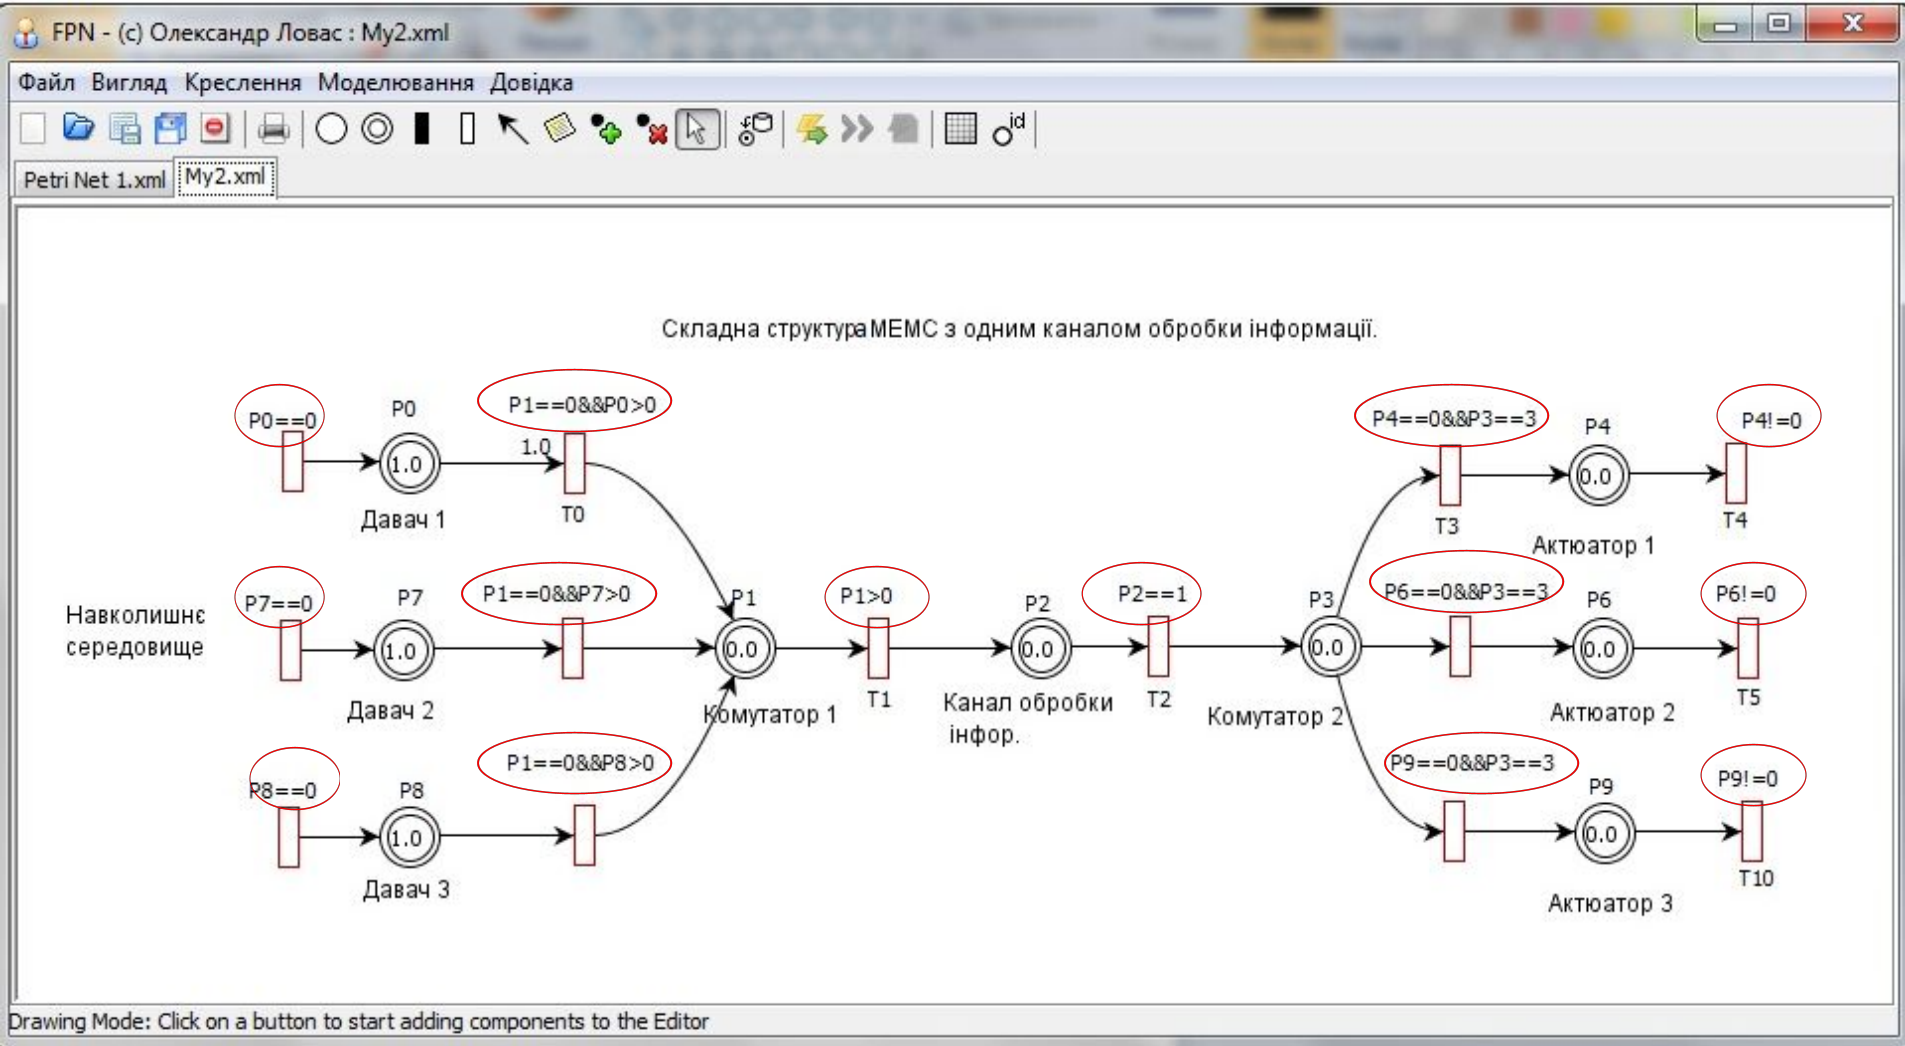 FPN - (c) Олександр Ловас : My2.xml
Файл Вигляд Креслення Моделювання Довідка
id
Petri Net 1.xml My2.xml
Складна структура МЕМС з одним каналом обробки інформації.
P0==0
P0
P1==0&&P0>0
1.0
1.0
T0
Давач 1
P4==0&&P3==3
P4
P4!=0
0.0
T3
T4
Актюатор 1
Навколишнє
середовище
P7==0
P7
P1==0&&P7>0
1.0
Давач 2
P1
0.0
Комутатор 1
P1>0
T1
P2
0.0
Канал обробки
інфор.
P2==1
T2
P3
0.0
Комутатор 2
P6==0&&P3==3
P6
P6!=0
0.0
T5
Актюатор 2
P8==0
P8
P1==0&&P8>0
1.0
Давач 3
P9==0&&P3==3
P9
P9!=0
0.0
T10
Актюатор 3
Drawing Mode: Click on a button to start adding components to the Editor